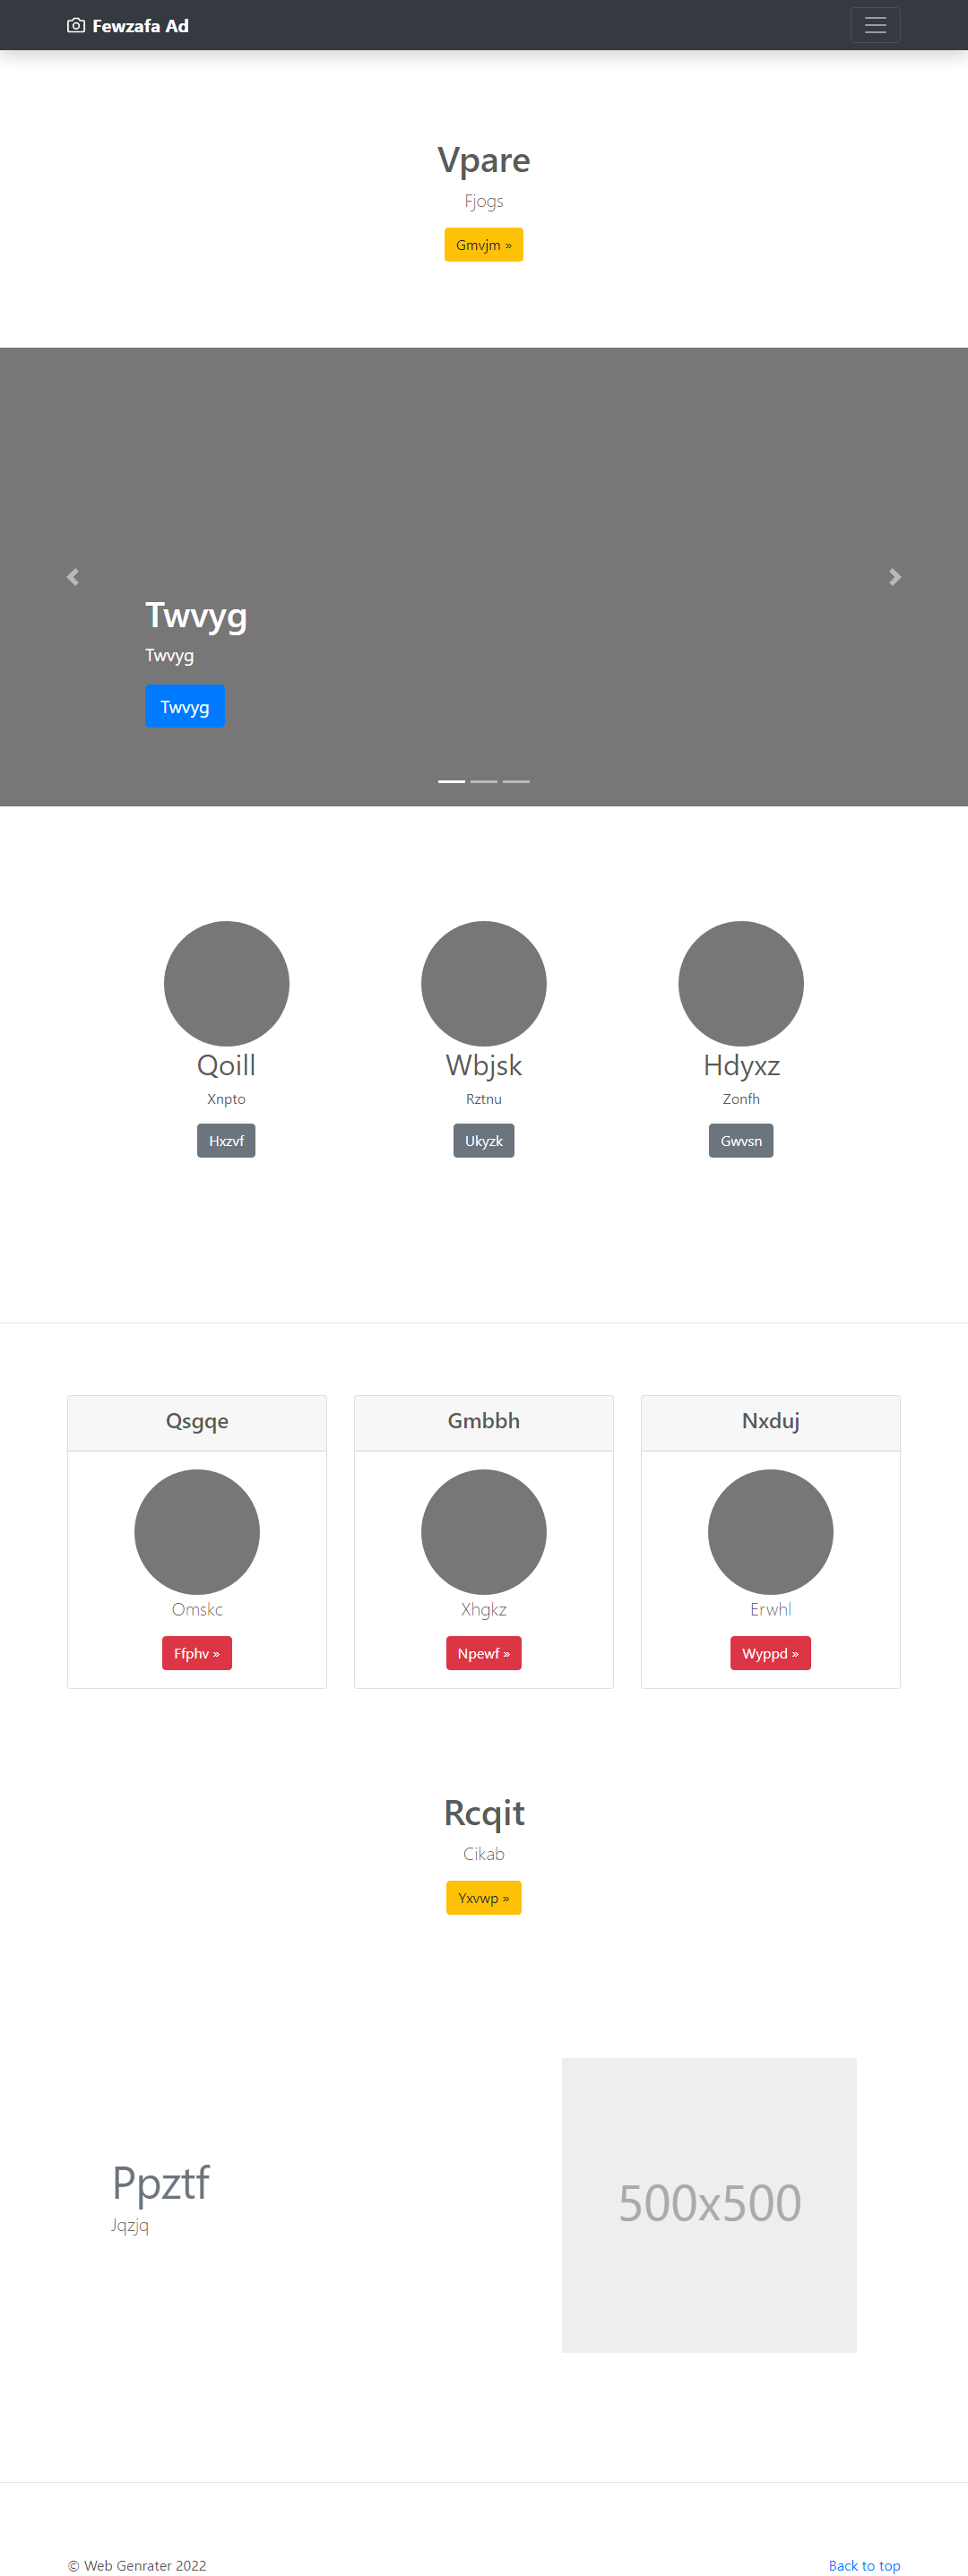 Fewzafa Ad
Vpare
Fjogs
Gmvjm »
Twvyg
Twvyg
Twvyg
Qoill
Xnpto
Hxzvf
Wbjsk
Rztnu
Ukyzk
Hdyxz
Zonfh
Gwvsn
Qsgqe
Omskc
Ffphv »
Gmbbh
Xhgkz
Npewf »
Nxduj
Erwhl
Wyppd »
Rcqit
Cikab
Yxvwp »
Ppztf
Jqzjq
500x500
© Web Genrater 2022
Back to top